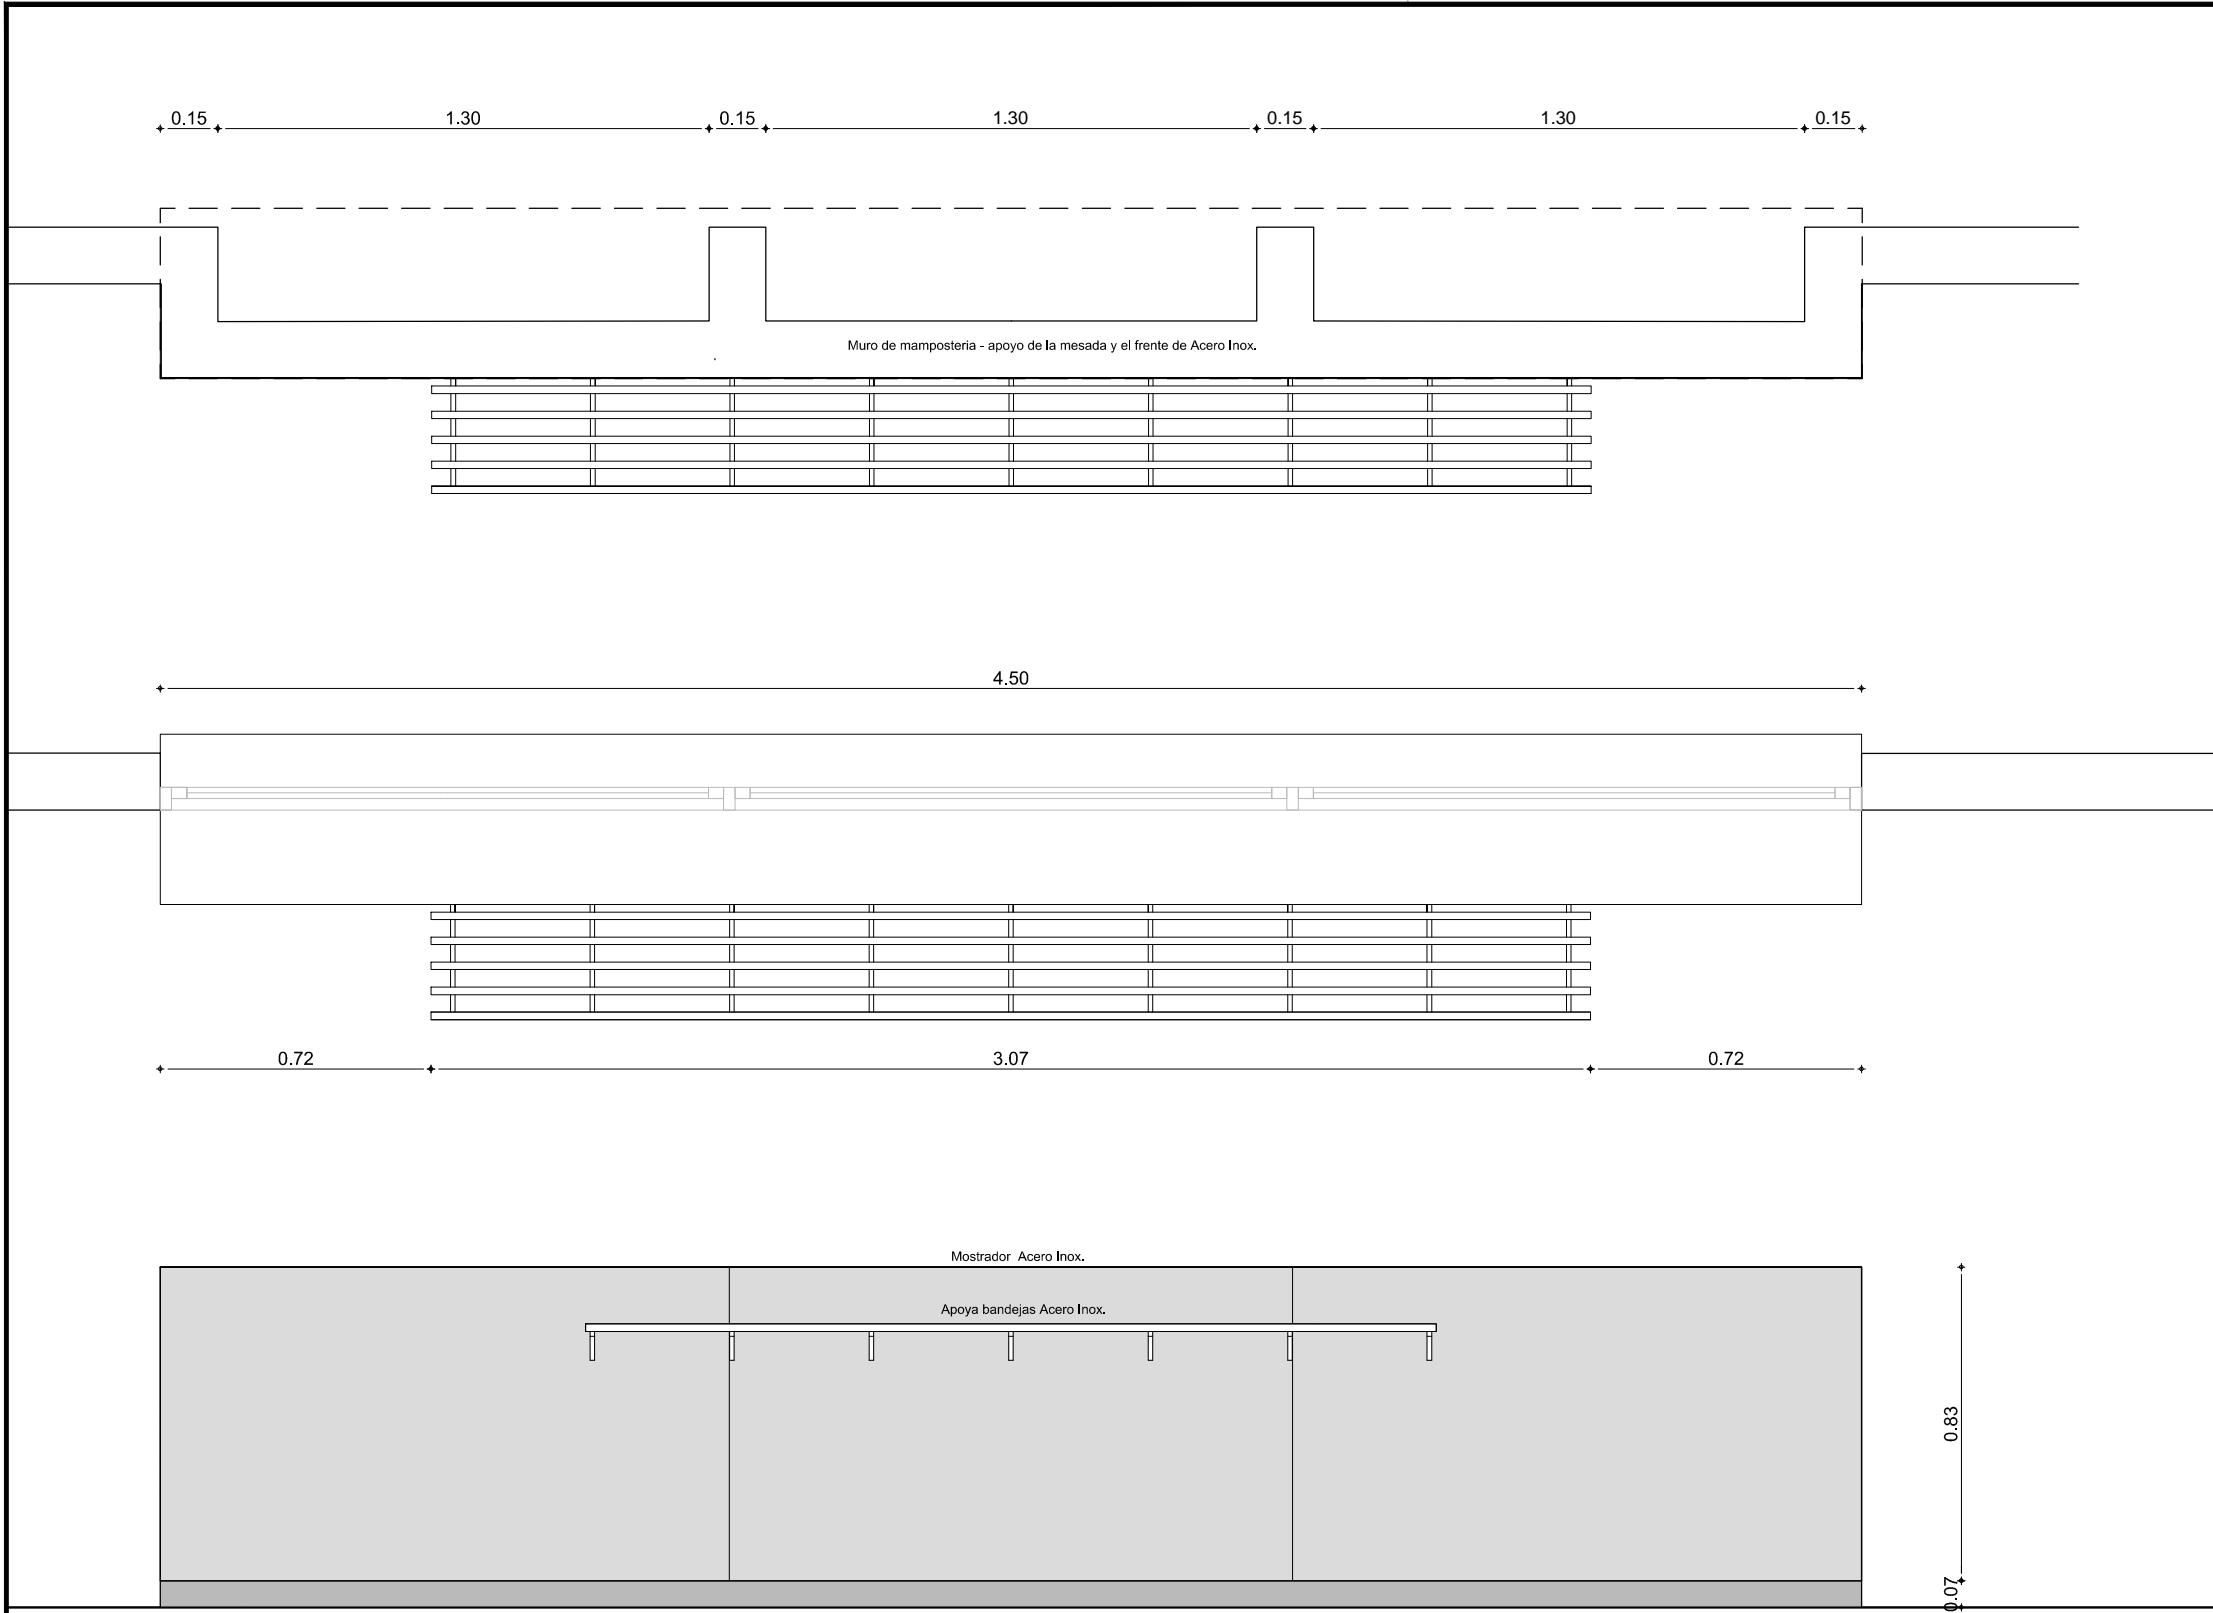 0.15 1.30 0.15 1.30 0.15 1.30 0.15
Muro de mamposteria - apoyo de la mesada y el frente de Acero Inox.
4.50
0.72 3.07 0.72
Mostrador Acero Inox.
Apoya bandejas Acero Inox.
0.83
0.07